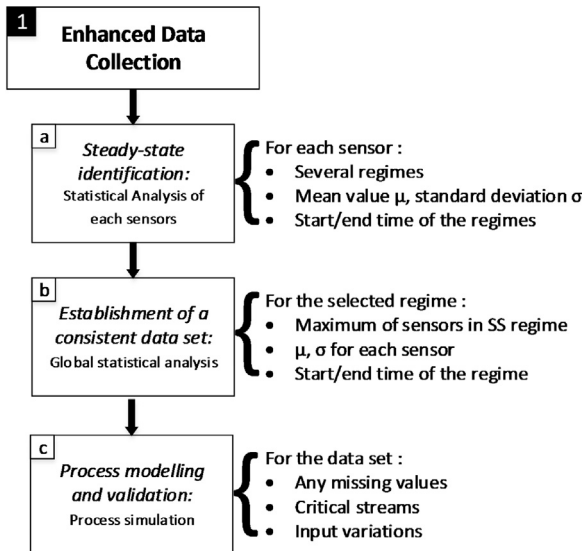 1
Enhanced Data
Collection
a
Steady-state
identification:
Statistical Analysis of
each sensors
For each sensor :
• Several regimes
• Mean value μ, standard deviation σ
• Start/end time of the regimes
b
Establishment of a
consistent data set:
Global statistical analysis
For the selected regime :
• Maximum of sensors in SS regime
• μ, σ for each sensor
• Start/end time of the regime
c
Process modelling
and validation:
Process simulation
For the data set :
• Any missing values
• Critical streams
• Input variations